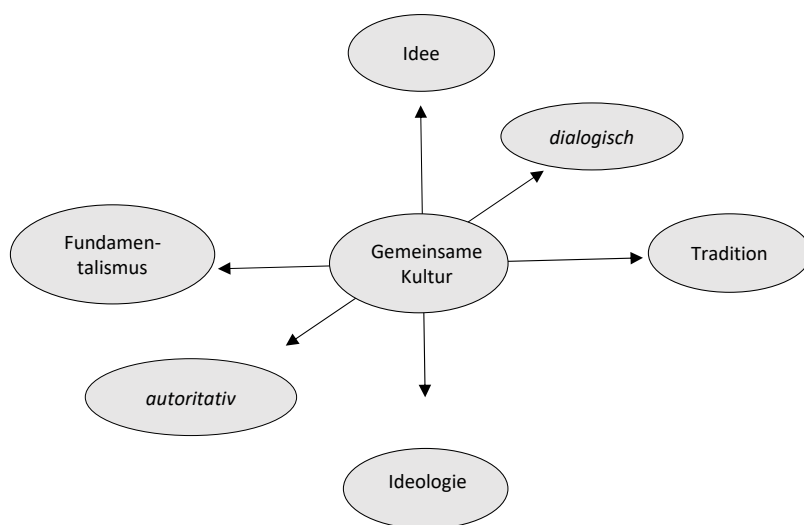 Idee
dialogisch
Fundamen-
talismus
Gemeinsame
Kultur
Tradition
autoritativ
Ideologie